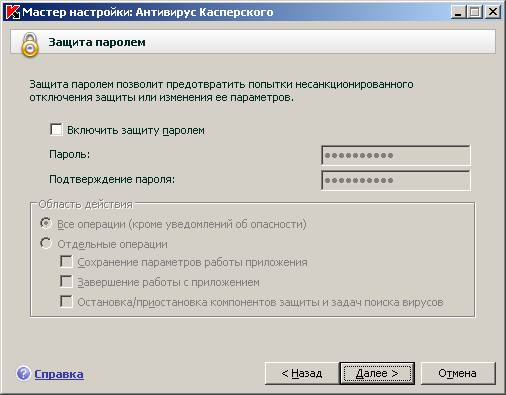 Мастер настройки: Антивирус Касперского
Защита паролем
Защита паролем позволит предотвратить попытки несанкционированного
отключения защиты или изменения ее параметров.
Включить защиту паролем
Пароль: ••••••••••
Подтверждение пароля: ••••••••••
Область действия
Все операции (кроме уведомлений об опасности)
Отдельные операции
Сохранение параметров работы приложения
Завершение работы с приложением
Остановка/приостановка компонентов защиты и задач поиска вирусов
Справка
< Назад
Далее >
Отмена